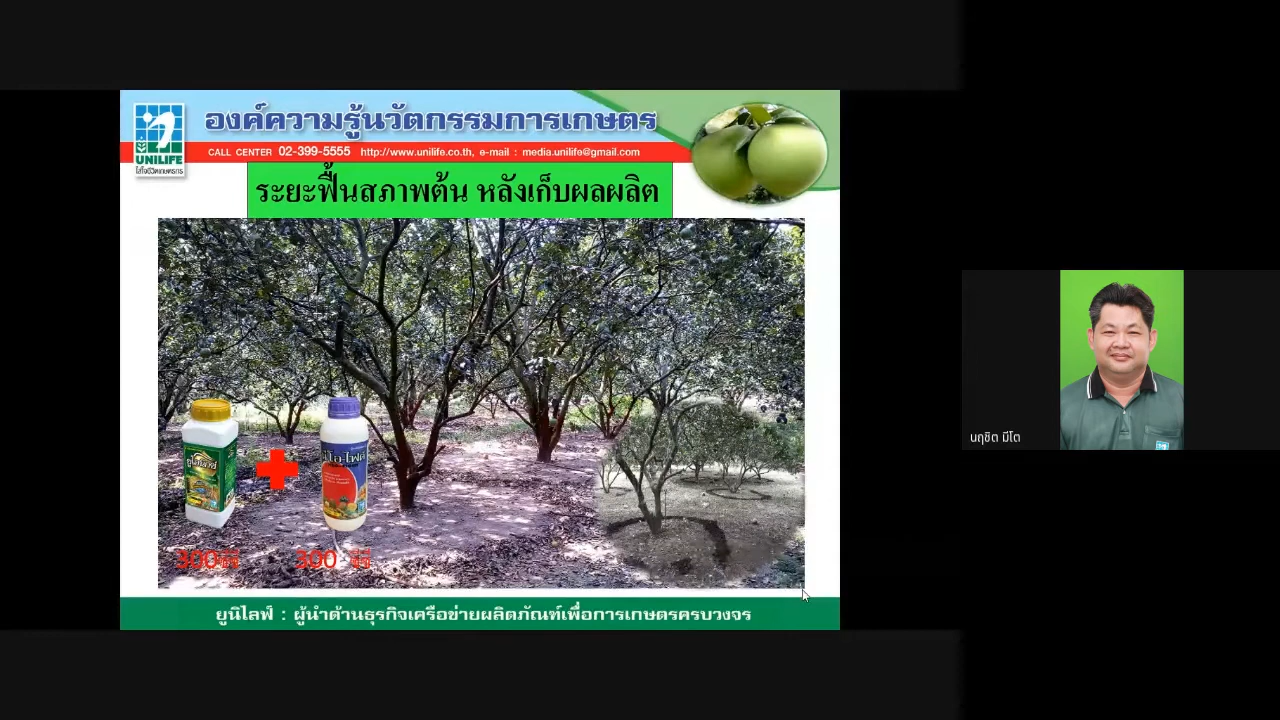 องค์ความรู้นวัตกรรมการเกษตร
UNILIFE
CALL CENTER 02-399-5555 http://www.unilife.co.th, e-mail : media.unilife@gmail.com
ระยะฟื้นสภาพต้น หลังเก็บผลผลิต
300 300
นฤชิต มีโต
ยูนิไลฟ์ : ผู้นำด้านธุรกิจเครือข่ายผลิตภัณฑ์เพื่อการเกษตรครบวงจร